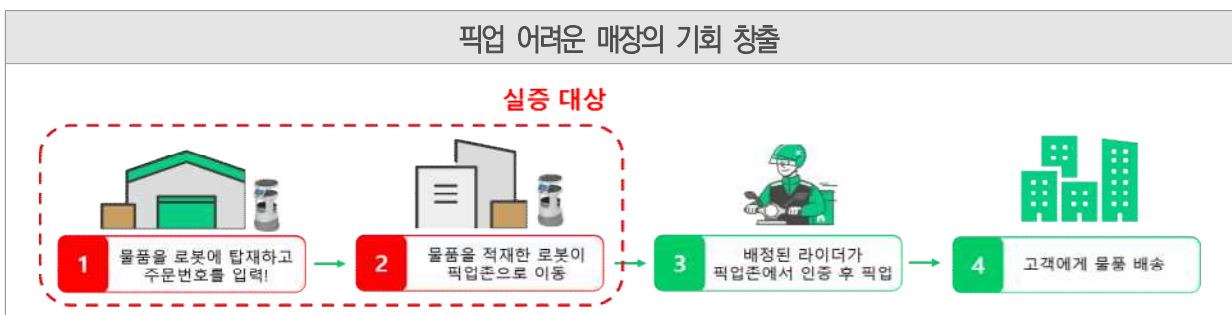 픽업 어려운 매장의 기회 창출
실증 대상
1
물품을 로봇에 탑재하고
주문번호를 입력!
2
물품을 적재한 로봇이
픽업존으로 이동
3
배정된 라이더가
픽업존에서 인증 후 픽업
4
고객에게 물품 배송